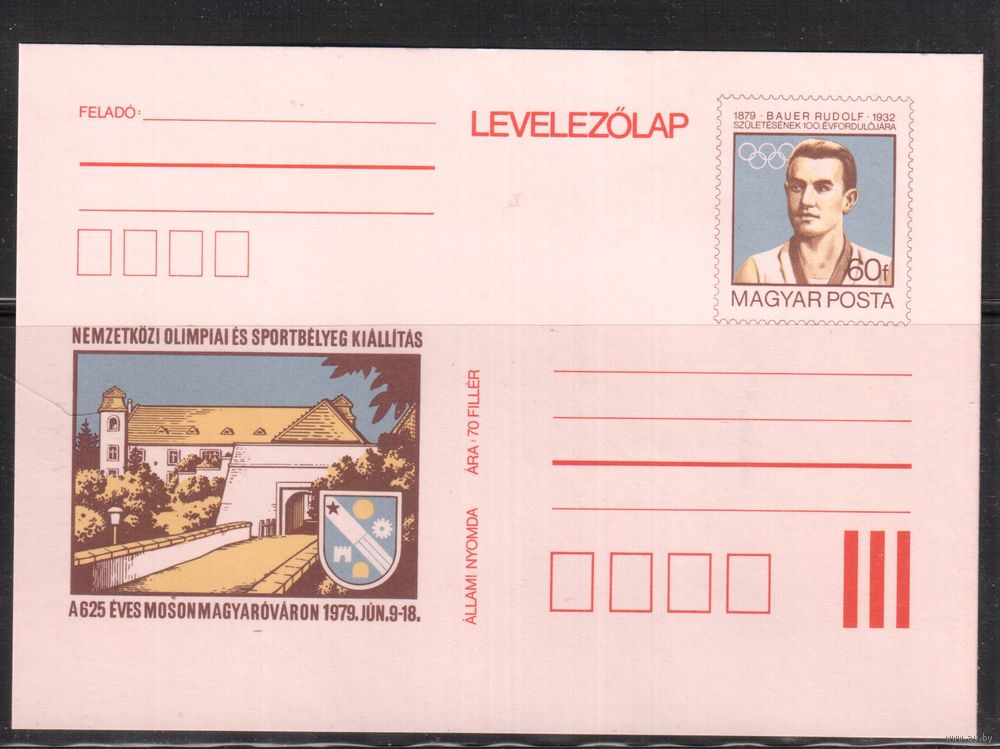 FELADÓ:
LEVELEZŐLAP
1879 · BAUER RUDOLF · 1932
SZÜLETÉSÉNEK 100. ÉVFORDULÓJÁRA
60f
MAGYAR POSTA
NEMZETKÖZI OLIMPIAI ÉS SPORTBÉLYEG KIÁLLÍTÁS
A 625 ÉVES MOSONMAGYARÓVÁRON 1979. JÚN. 9-18.
ÁLLAMI NYOMDA ÁRA: 70 FILLÉR